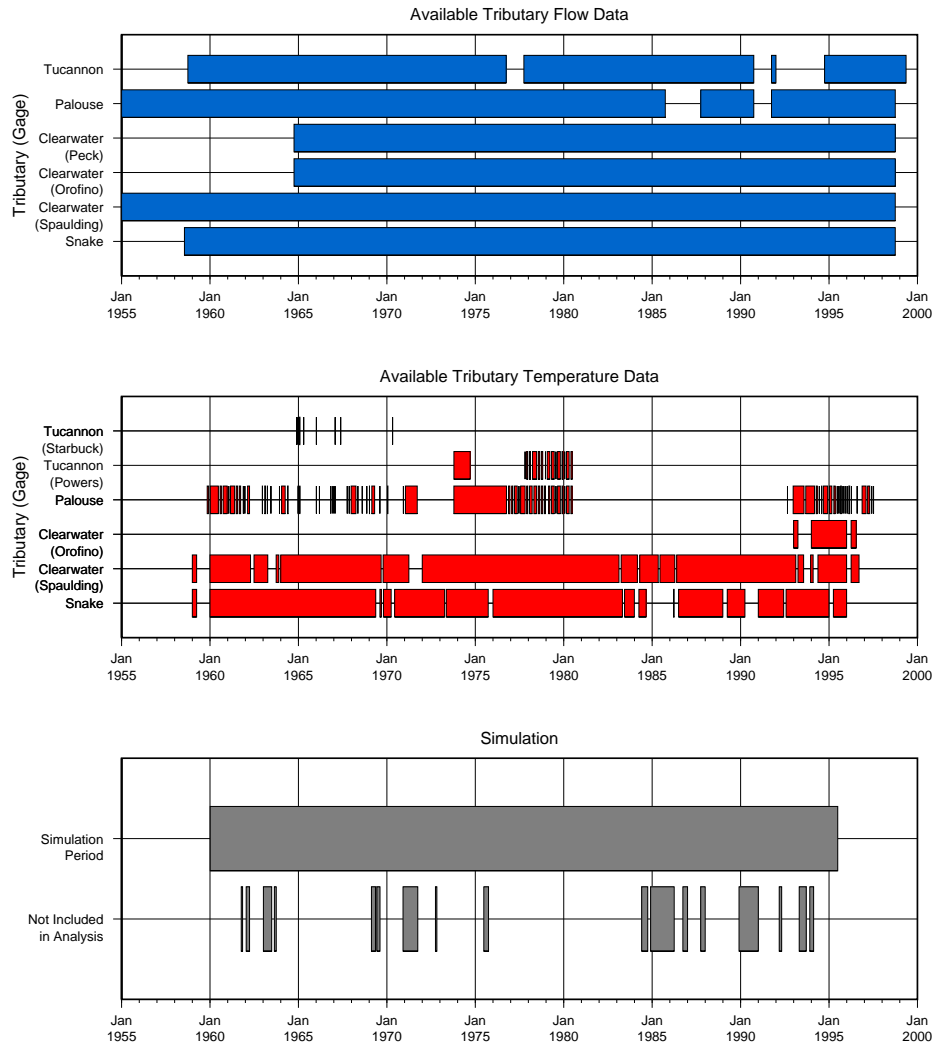 Available Tributary Flow Data
Tributary (Gage)
Tucannon
Palouse
Clearwater
(Peck)
Clearwater
(Orofino)
Clearwater
(Spaulding)
Snake
Jan Jan Jan Jan Jan Jan Jan Jan Jan Jan
1955 1960 1965 1970 1975 1980 1985 1990 1995 2000
Available Tributary Temperature Data
Tributary (Gage)
Tucannon
(Starbuck)
Tucannon
(Powers)
Palouse
Clearwater
(Orofino)
Clearwater
(Spaulding)
Snake
Jan Jan Jan Jan Jan Jan Jan Jan Jan Jan
1955 1960 1965 1970 1975 1980 1985 1990 1995 2000
Simulation
Simulation
Period
Not Included
in Analysis
Jan Jan Jan Jan Jan Jan Jan Jan Jan Jan
1955 1960 1965 1970 1975 1980 1985 1990 1995 2000